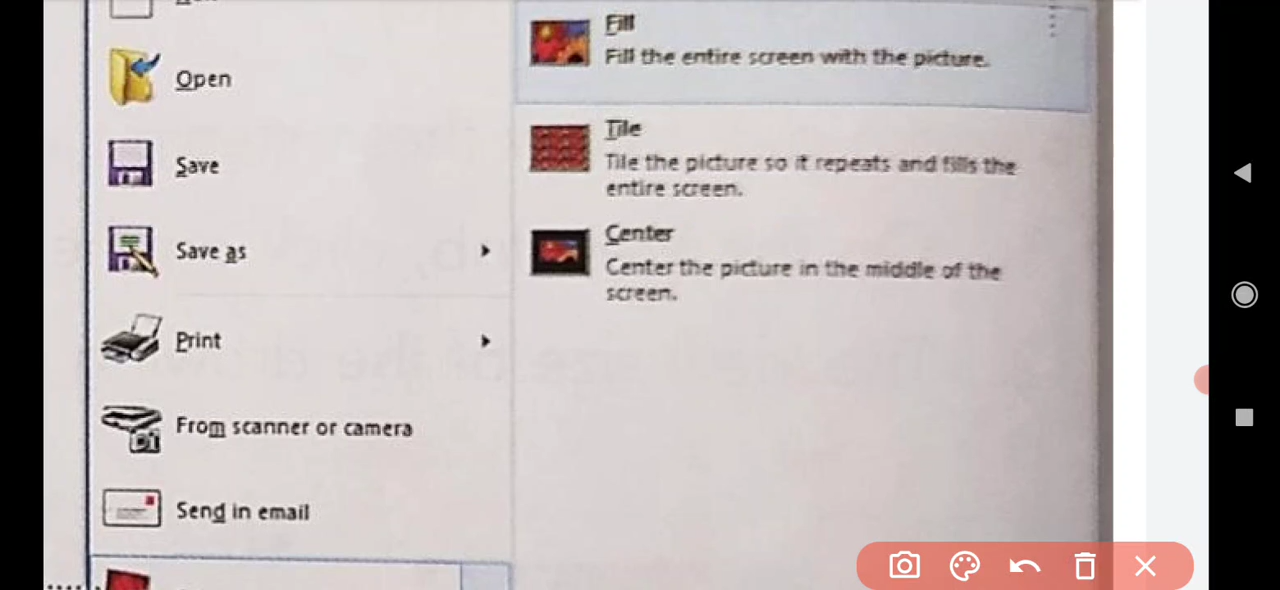 Open
Save
Save as
Print
From scanner or camera
Send in email
Fill
Fill the entire screen with the picture.
Tile
Tile the picture so it repeats and fills the
entire screen.
Center
Center the picture in the middle of the
screen.